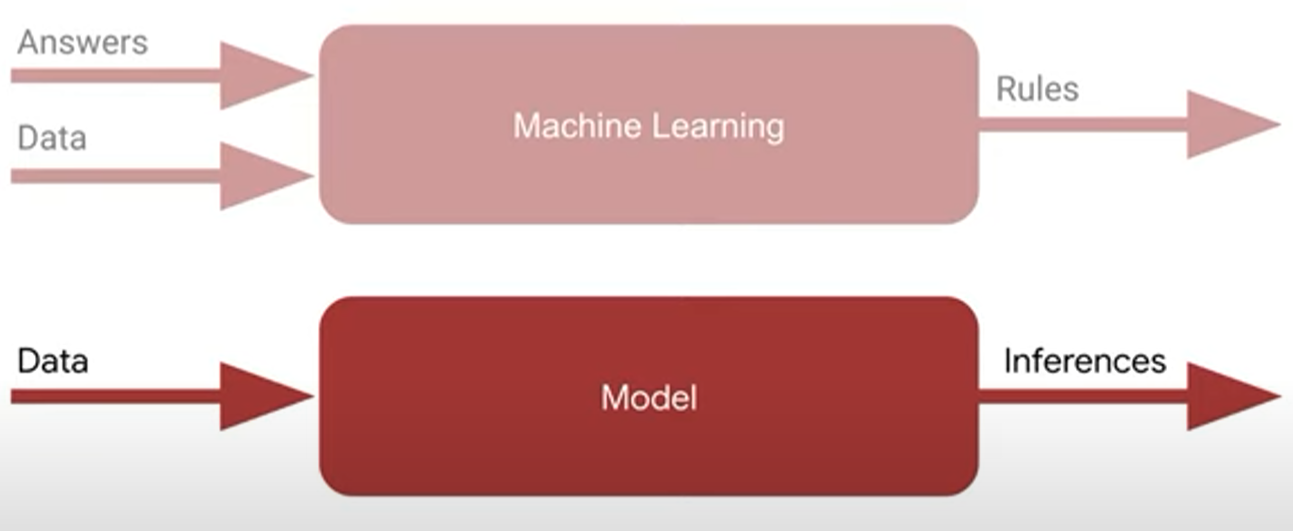 Answers
Data
Machine Learning
Rules
Data
Model
Inferences